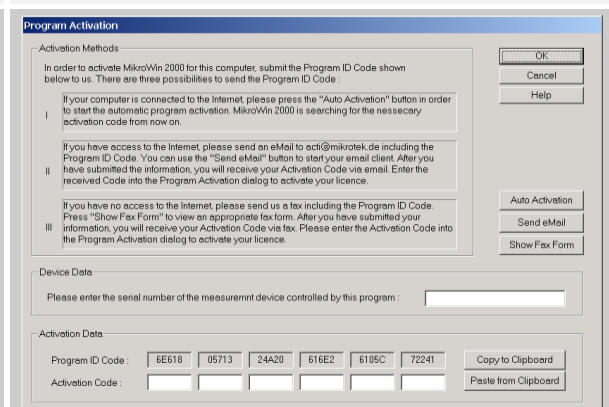 Program Activation
Activation Methods
In order to activate MikroWin 2000 for this computer, submit the Program ID Code shown
below to us. There are three possibilities to send the Program ID Code :
OK
Cancel
Help
I
If your computer is connected to the Internet, please press the "Auto Activation" button in order
to start the automatic program activation. MikroWin 2000 is searching for the nessecary
activation code from now on.
II
If you have access to the Internet, please send an eMail to acti@mikrotek.de including the
Program ID Code. You can use the "Send eMail" button to start your email client. After you
have submitted the information, you will receive your Activation Code via email. Enter the
received Code into the Program Activation dialog to activate your licence.
III
If you have no access to the Internet, please send us a fax including the Program ID Code.
Press "Show Fax Form" to view an appropriate fax form. After you have submitted your
information, you will receive your Activation Code via fax. Please enter the Activation Code into
the Program Activation dialog to activate your licence.
Auto Activation
Send eMail
Show Fax Form
Device Data
Please enter the serial number of the measuremnt device controlled by this program :
Activation Data
Program ID Code : 6E618 05713 24A20 616E2 6105C 72241 Copy to Clipboard
Activation Code : Paste from Clipboard